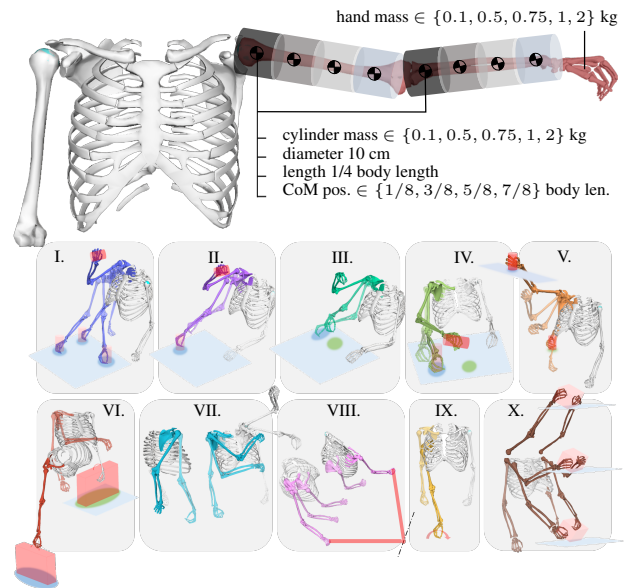 hand mass ∈ {0.1, 0.5, 0.75, 1, 2} kg
cylinder mass ∈ {0.1, 0.5, 0.75, 1, 2} kg
diameter 10 cm
length 1/4 body length
CoM pos. ∈ {1/8, 3/8, 5/8, 7/8} body len.
I. II. III. IV. V.
VI. VII. VIII. IX. X.